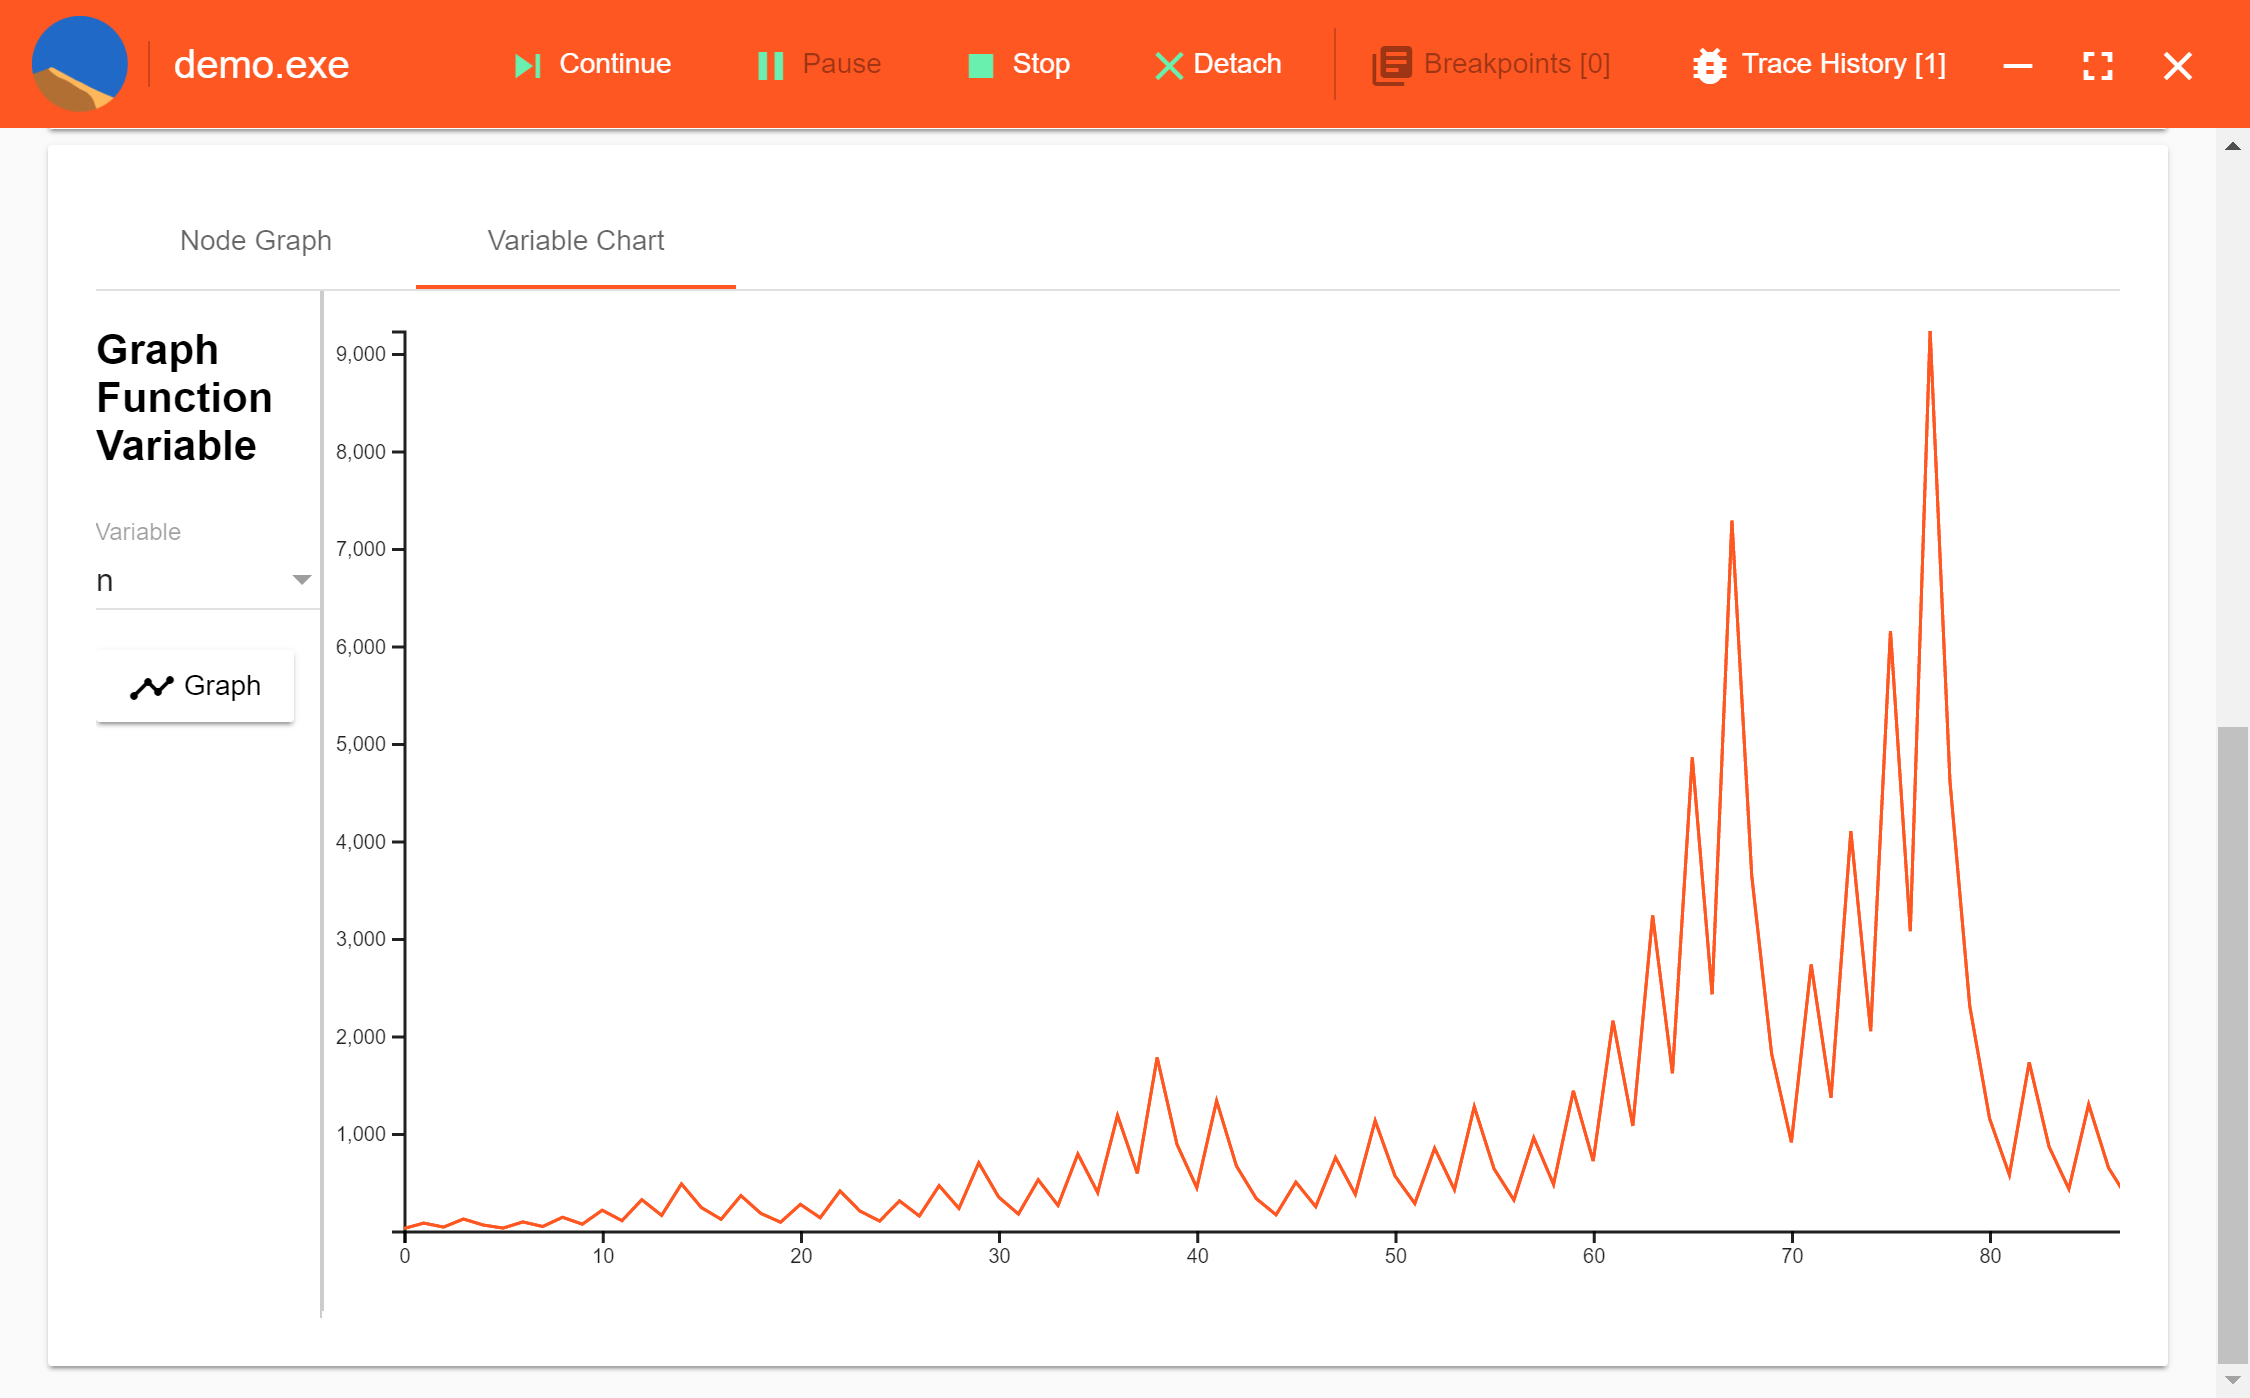 demo.exe
Continue
Pause
Stop
Detach
Breakpoints [0]
Trace History [1]
Node Graph
Variable Chart
Graph
Function
Variable
Variable
n
Graph
9,000
8,000
7,000
6,000
5,000
4,000
3,000
2,000
1,000
0 10 20 30 40 50 60 70 80